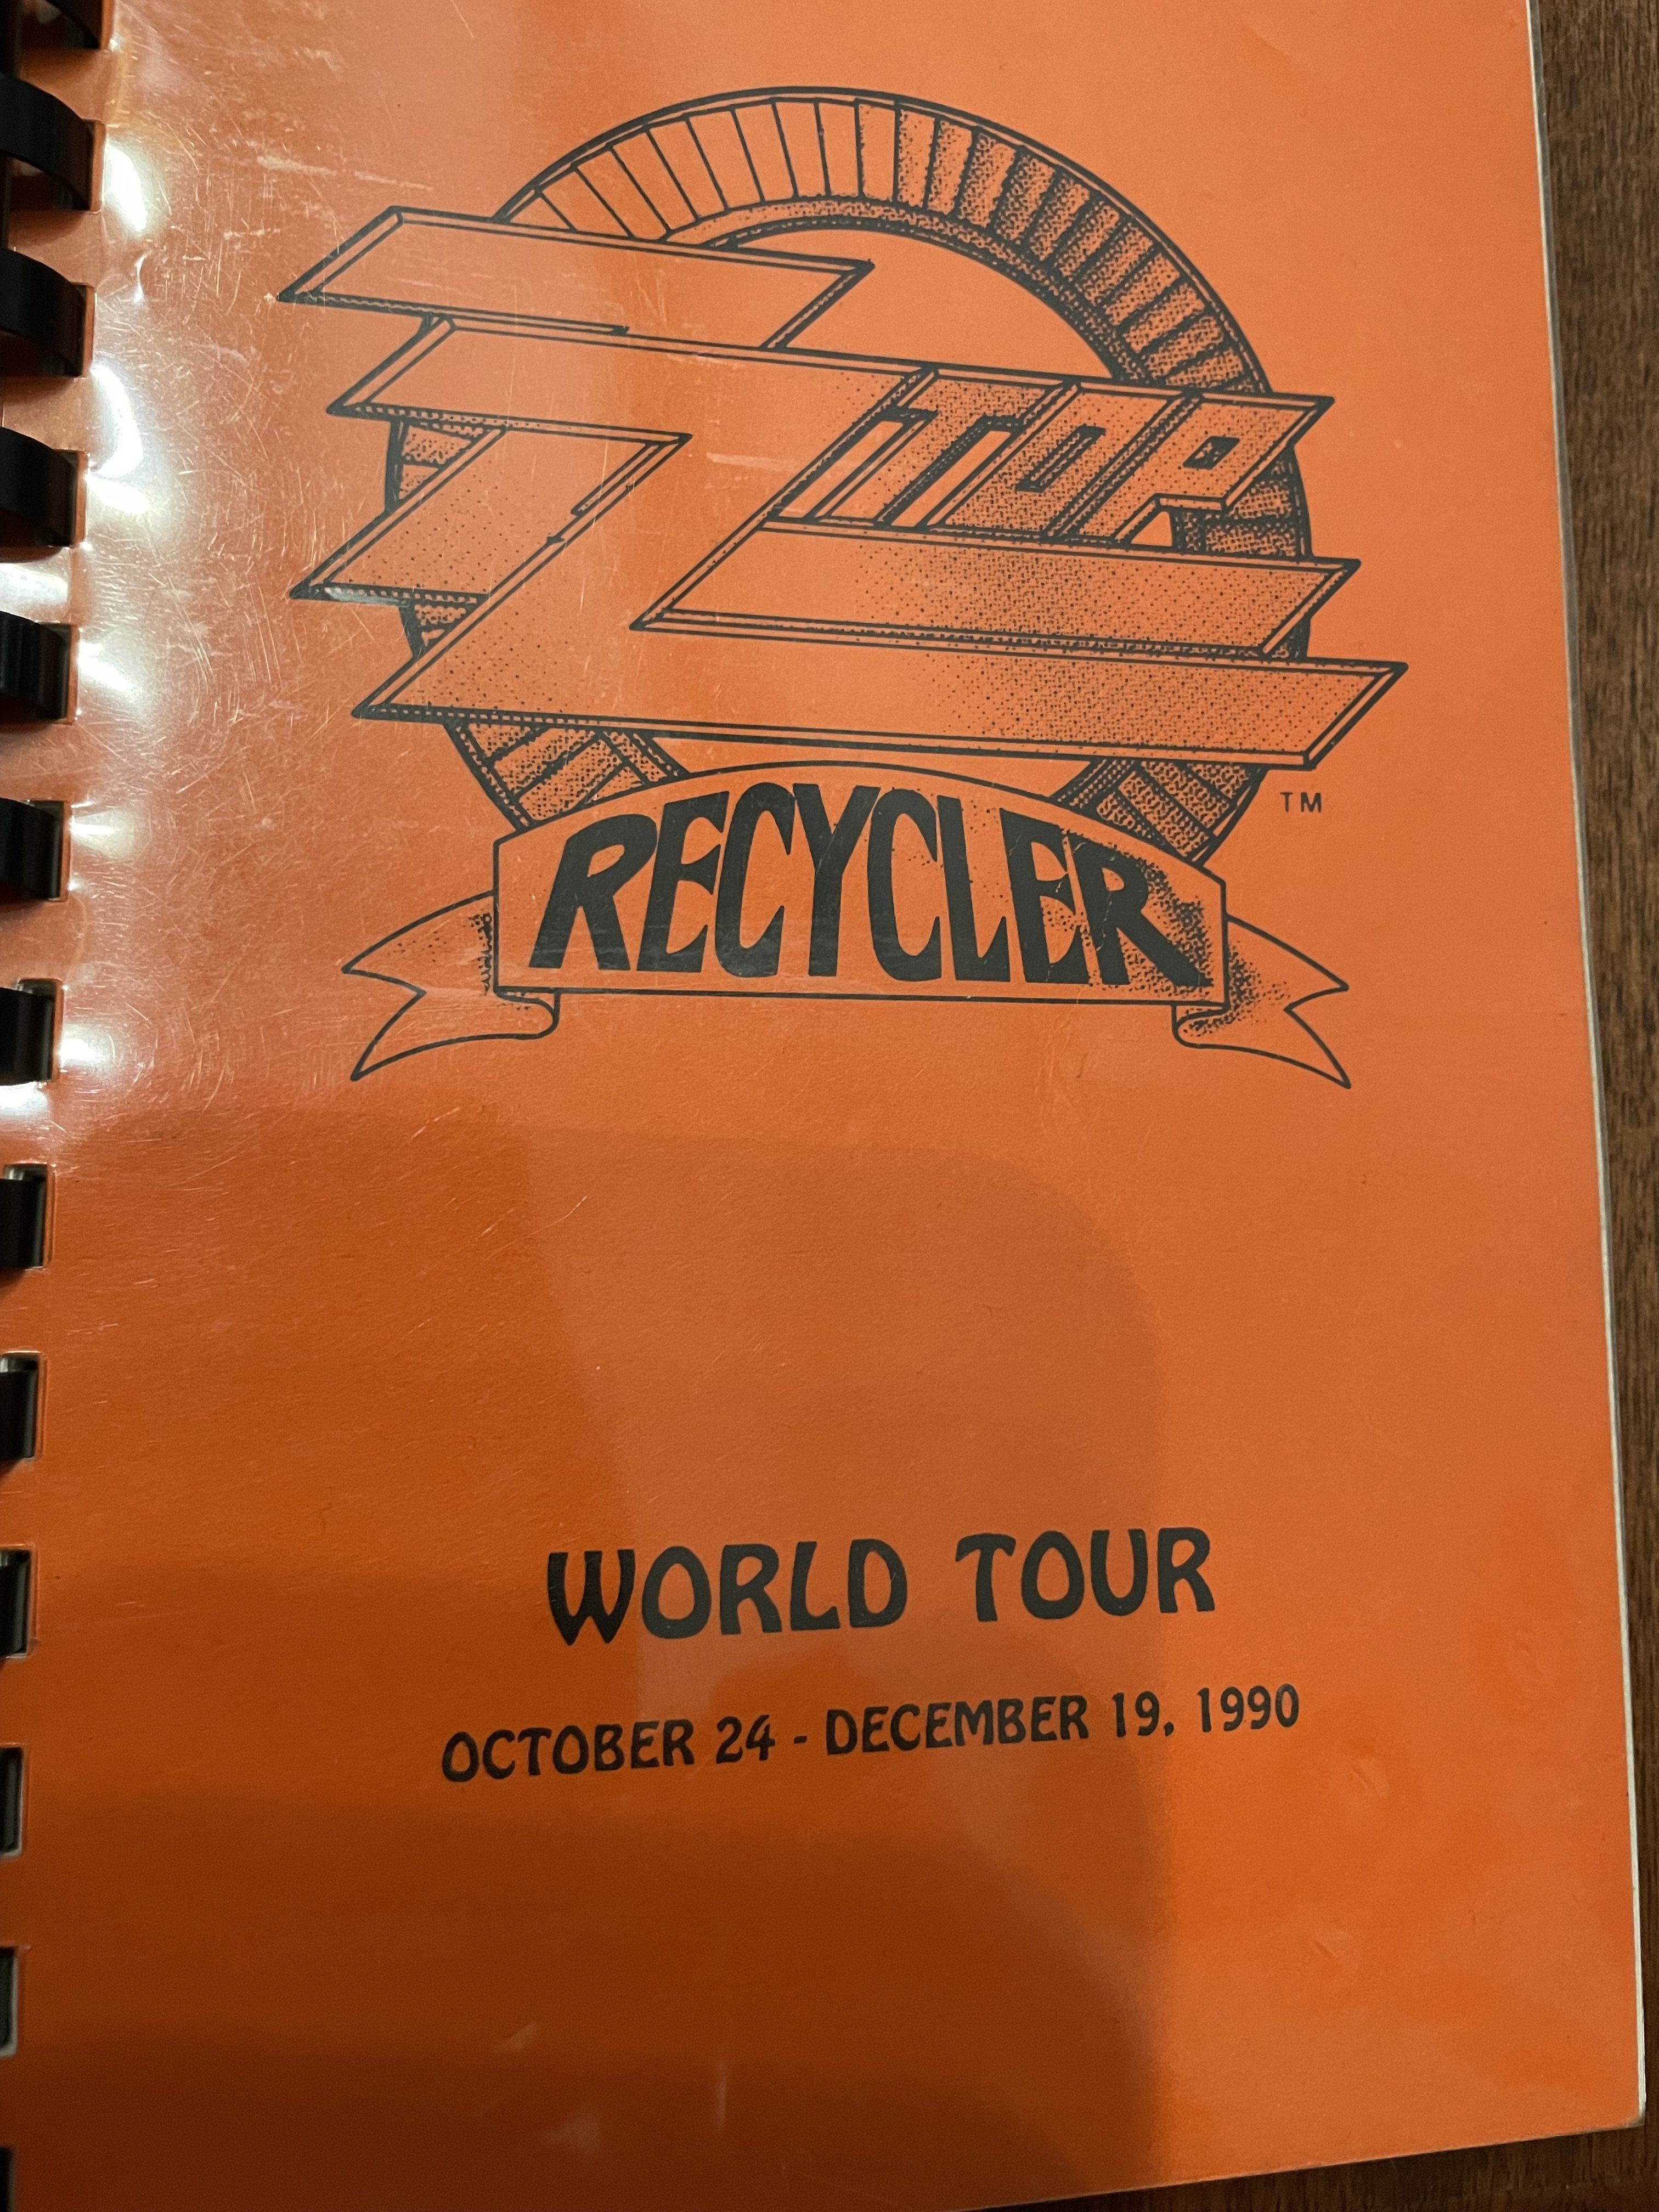 ZZ TOP
TM
RECYCLER
WORLD TOUR
OCTOBER 24 - DECEMBER 19, 1990